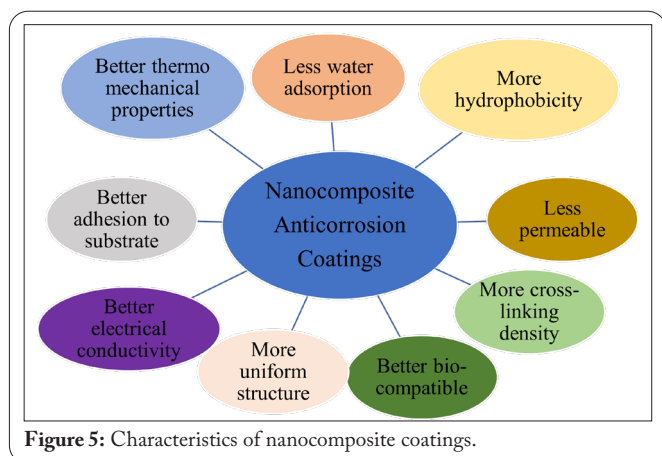 Better thermo
mechanical
properties
Less water
adsorption
More
hydrophobicity
Better
adhesion to
substrate
Nanocomposite
Anticorrosion
Coatings
Less
permeable
Better
electrical
conductivity
More
uniform
structure
Better bio-
compatible
More cross-
linking
density
Figure 5: Characteristics of nanocomposite coatings.